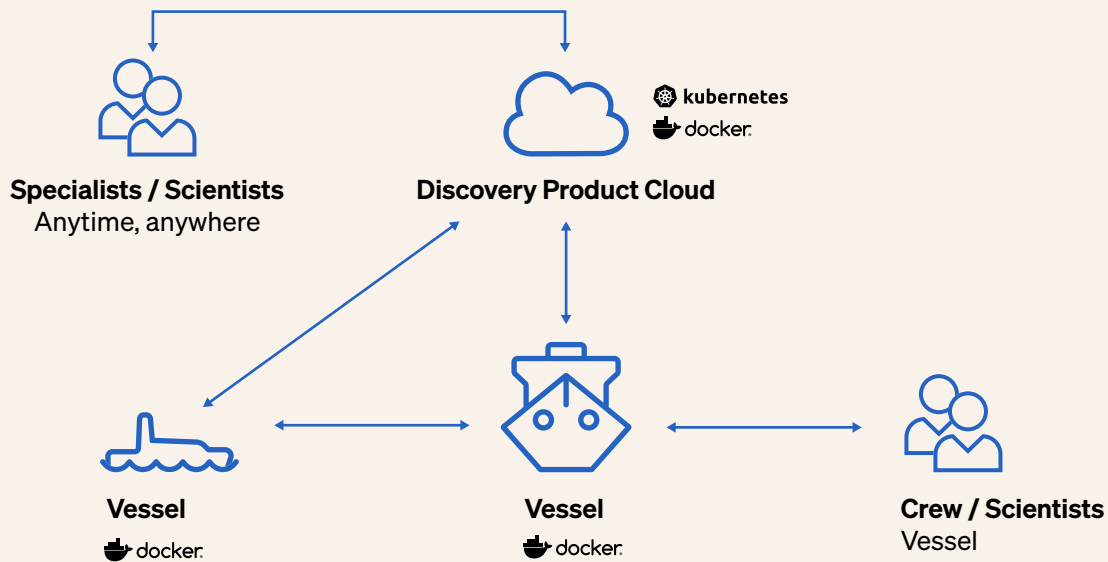 kubernetes
docker
Specialists / Scientists
Anytime, anywhere
Discovery Product Cloud
Vessel
docker
Vessel
docker
Crew / Scientists
Vessel